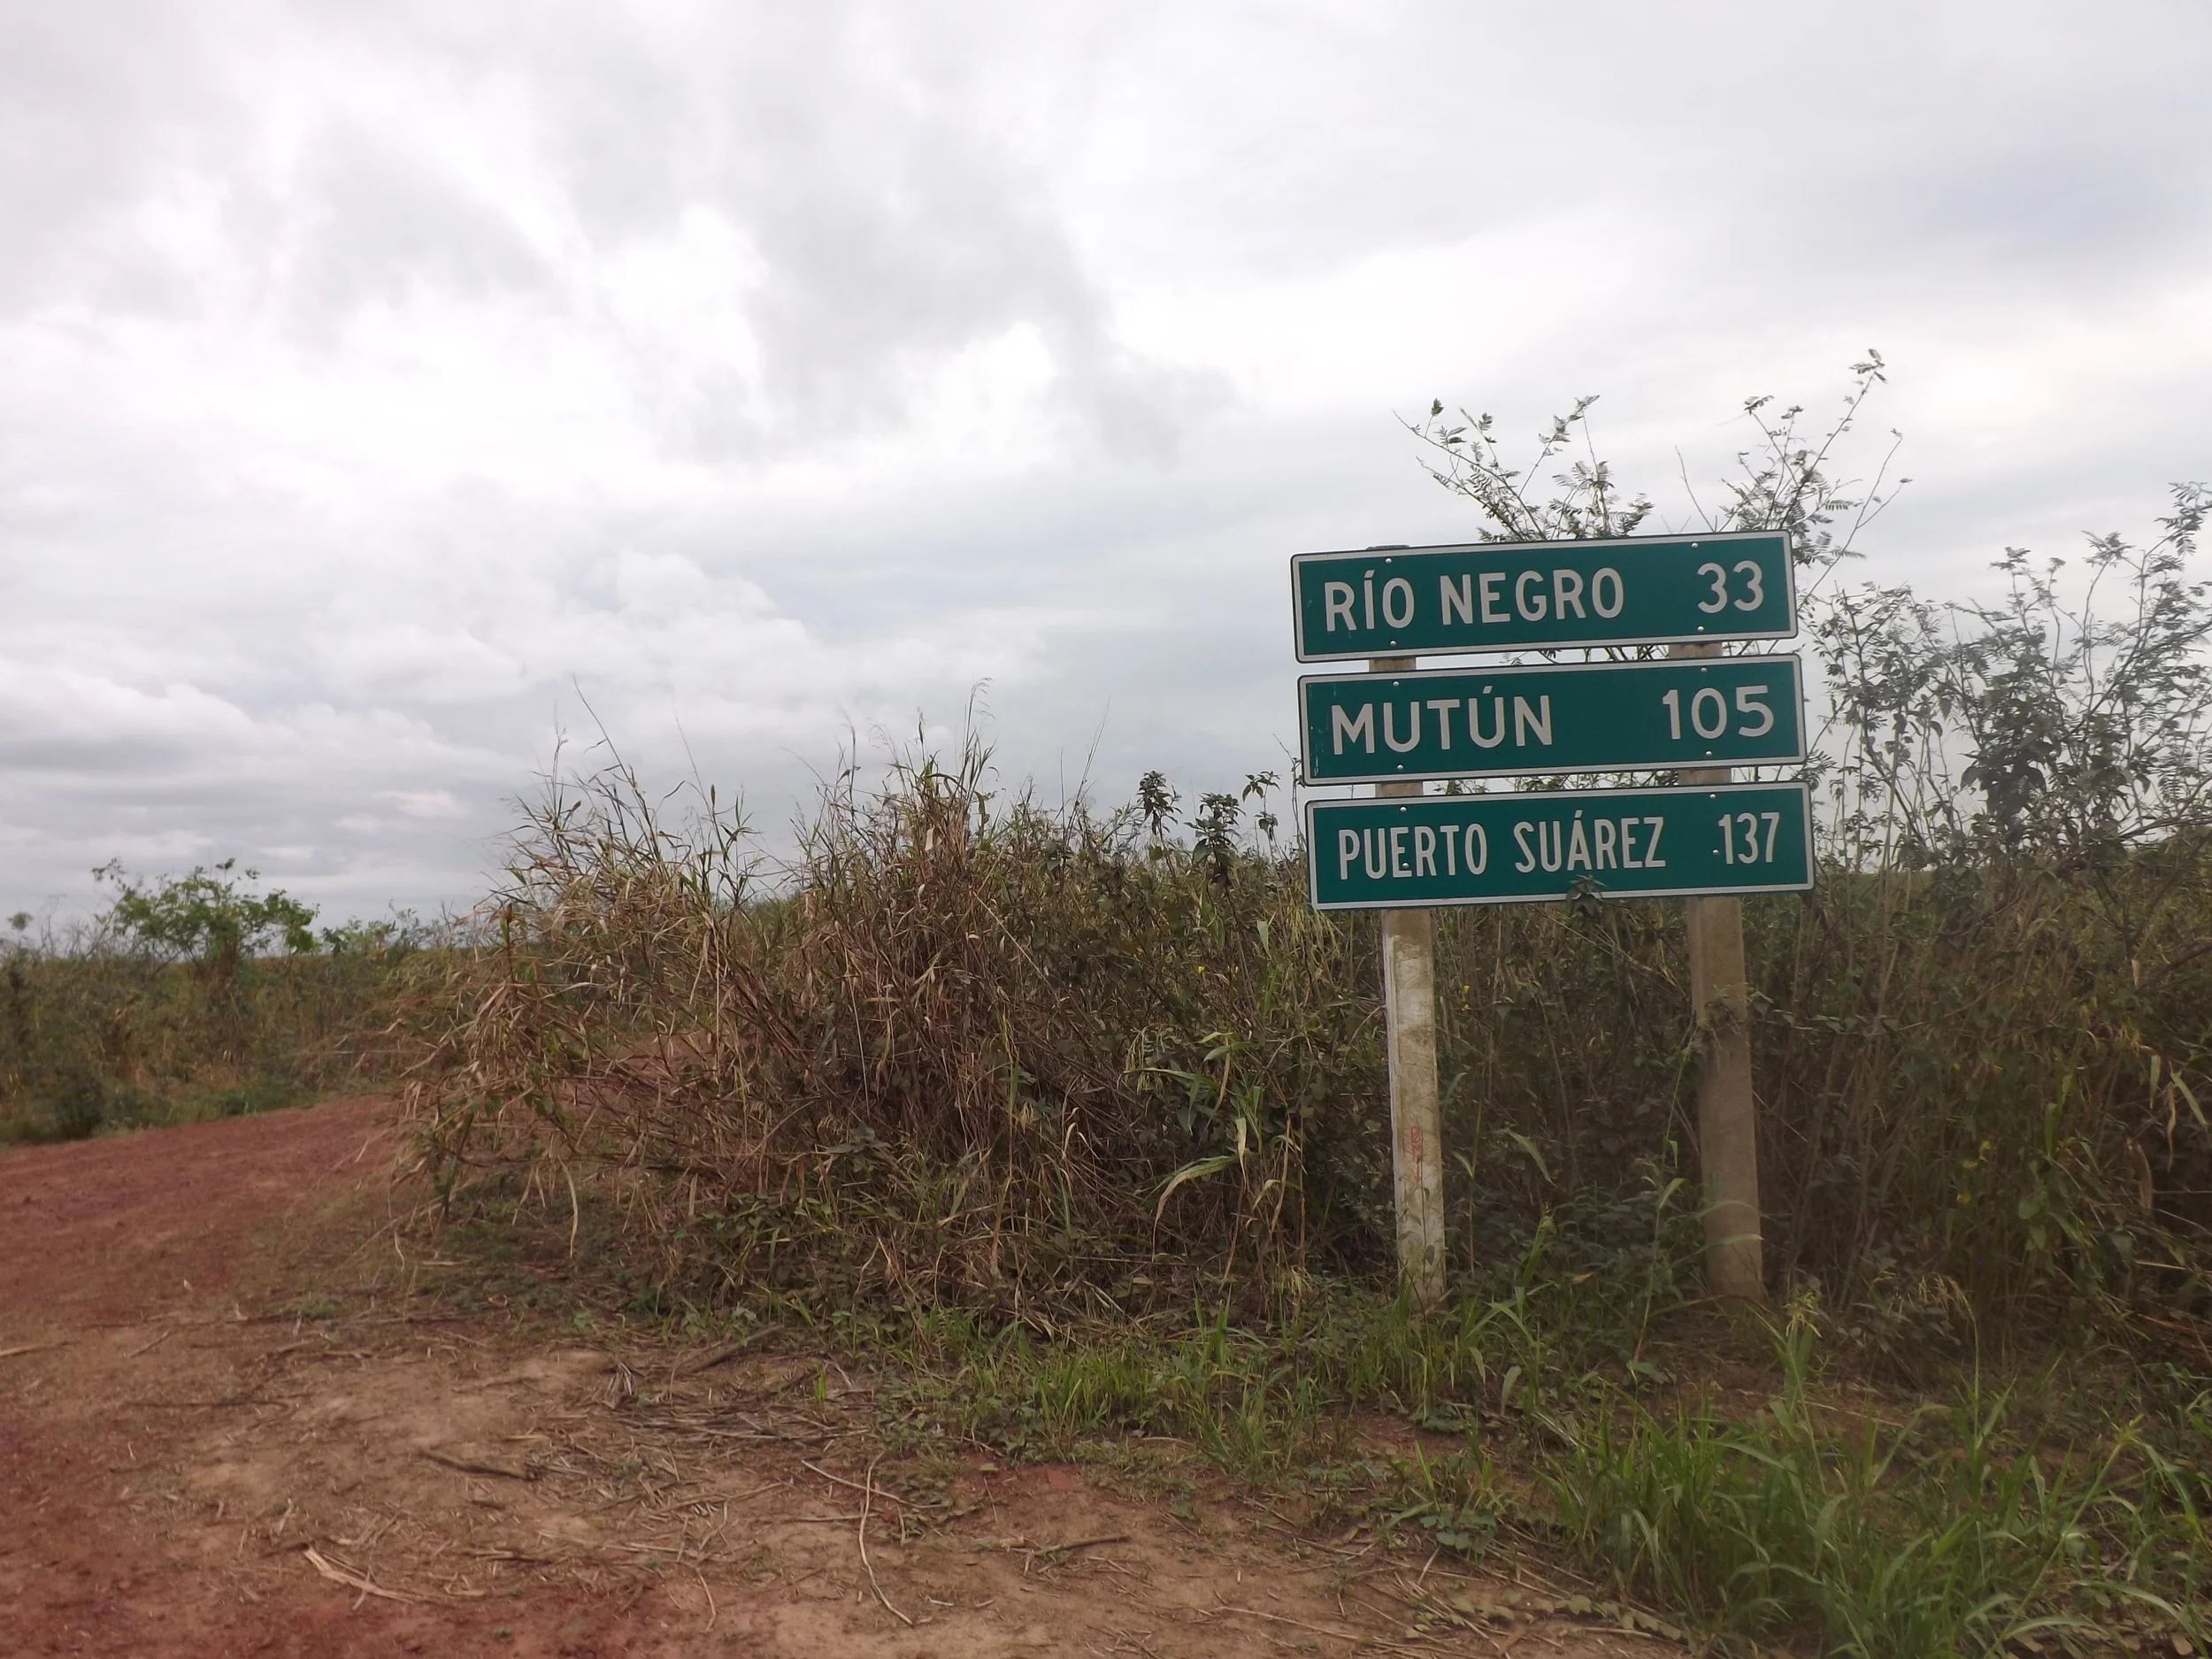 RÍO NEGRO 33
MUTÚN 105
PUERTO SUÁREZ 137